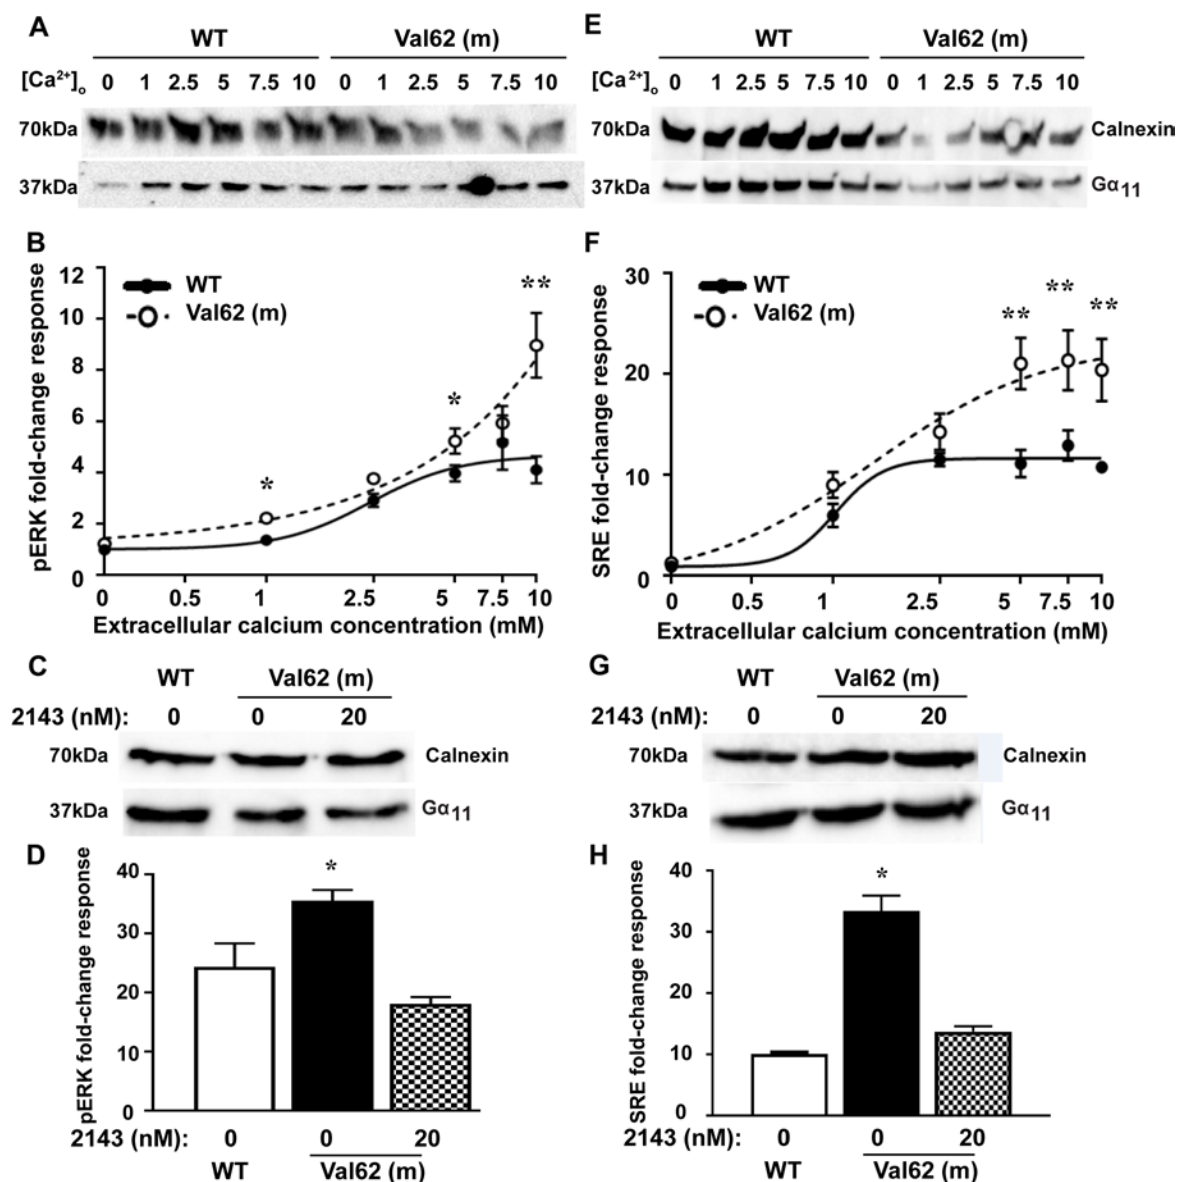 A
WT
Val62 (m)
[Ca²⁺]ₒ 0 1 2.5 5 7.5 10 0 1 2.5 5 7.5 10
70kDa
37kDa
B
pERK fold-change response
12
10
8
6
4
2
0
WT
Val62 (m)
*
*
**
0 0.5 1 2.5 5 7.5 10
Extracellular calcium concentration (mM)
C
WT
Val62 (m)
2143 (nM): 0 0 20
70kDa
Calnexin
37kDa
Gα₁₁
D
pERK fold-change response
40
30
20
10
0
*
2143 (nM): 0 0 20
WT
Val62 (m)
E
WT
Val62 (m)
[Ca²⁺]ₒ 0 1 2.5 5 7.5 10 0 1 2.5 5 7.5 10
70kDa
Calnexin
37kDa
Gα₁₁
F
SRE fold-change response
30
20
10
0
WT
Val62 (m)
**
**
**
0 0.5 1 2.5 5 7.5 10
Extracellular calcium concentration (mM)
G
WT
Val62 (m)
2143 (nM): 0 0 20
70kDa
Calnexin
37kDa
Gα₁₁
H
SRE fold-change response
40
30
20
10
0
*
2143 (nM): 0 0 20
WT
Val62 (m)